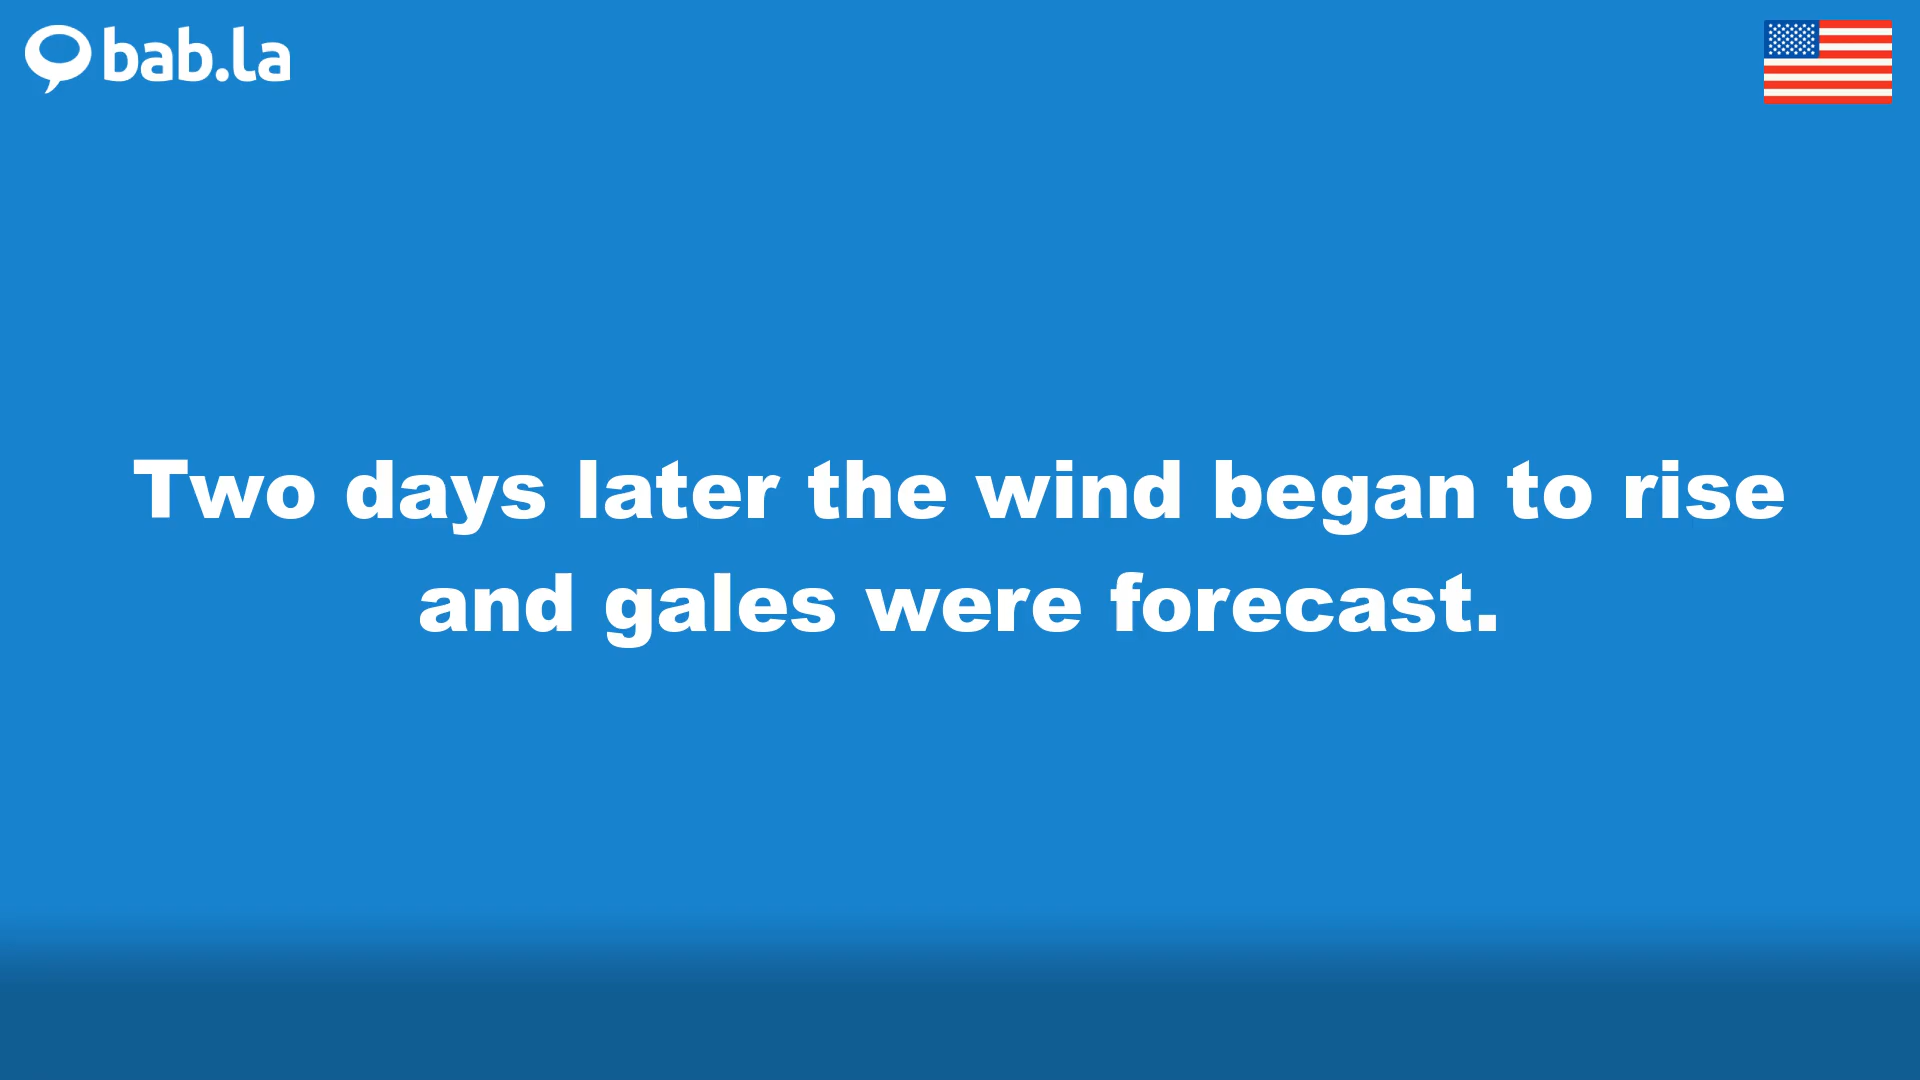 bab.la
Two days later the wind began to rise
and gales were forecast.